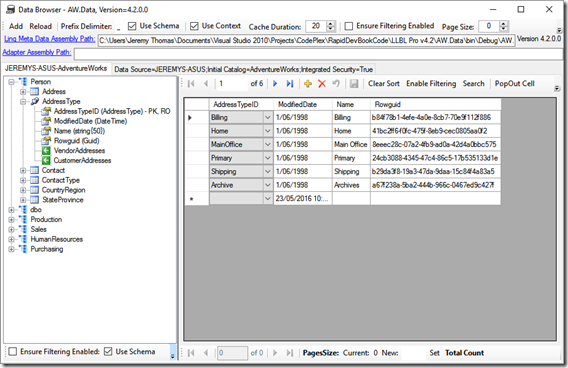 Data Browser - AW.Data, Version=4.2.0.0
Add Reload Prefix Delimiter: _ Use Schema Use Context Cache Duration: 20 Ensure Filtering Enabled Page Size: 0
Linq Meta Data Assembly Path: C:\Users\Jeremy Thomas\Documents\Visual Studio 2010\Projects\CodePlex\RapidDevBookCode\LLBL Pro v4.2\AW.Data\bin\Debug\AW. Version 4.2.0.0
Adapter Assembly Path:
JEREMYS-ASUS-AdventureWorks Data Source=JEREMYS-ASUS;Initial Catalog=AdventureWorks;Integrated Security=True
Person
Address
AddressType
AddressTypeID (AddressType) - PK, RO
ModifiedDate (DateTime)
Name (string{50})
Rowguid (Guid)
VendorAddresses
CustomerAddresses
Contact
ContactType
CountryRegion
StateProvince
dbo
Production
Sales
HumanResources
Purchasing
Ensure Filtering Enabled: Use Schema
1 of 6 Clear Sort Enable Filtering Search PopOut Cell
AddressTypeID ModifiedDate Name Rowguid
Billing 1/06/1998 Billing b84f78b1-4efe-4a0e-8cb7-70e9f112f886
Home 1/06/1998 Home 41bc2ff6-f0fc-475f-8eb9-cec0805aa0f2
MainOffice 1/06/1998 Main Office 8eeec28c-07a2-4fb9-ad0a-42d4a0bbc575
Primary 1/06/1998 Primary 24cb3088-4345-47c4-86c5-17b535133d1e
Shipping 1/06/1998 Shipping b29da3f8-19a3-47da-9daa-15c84f4a83a5
Archive 1/06/1998 Archives a67f238a-5ba2-444b-966c-0467ed9c427f
23/05/2016 10:...
0 of 0 PagesSize: Current: 0 New: Set Total Count